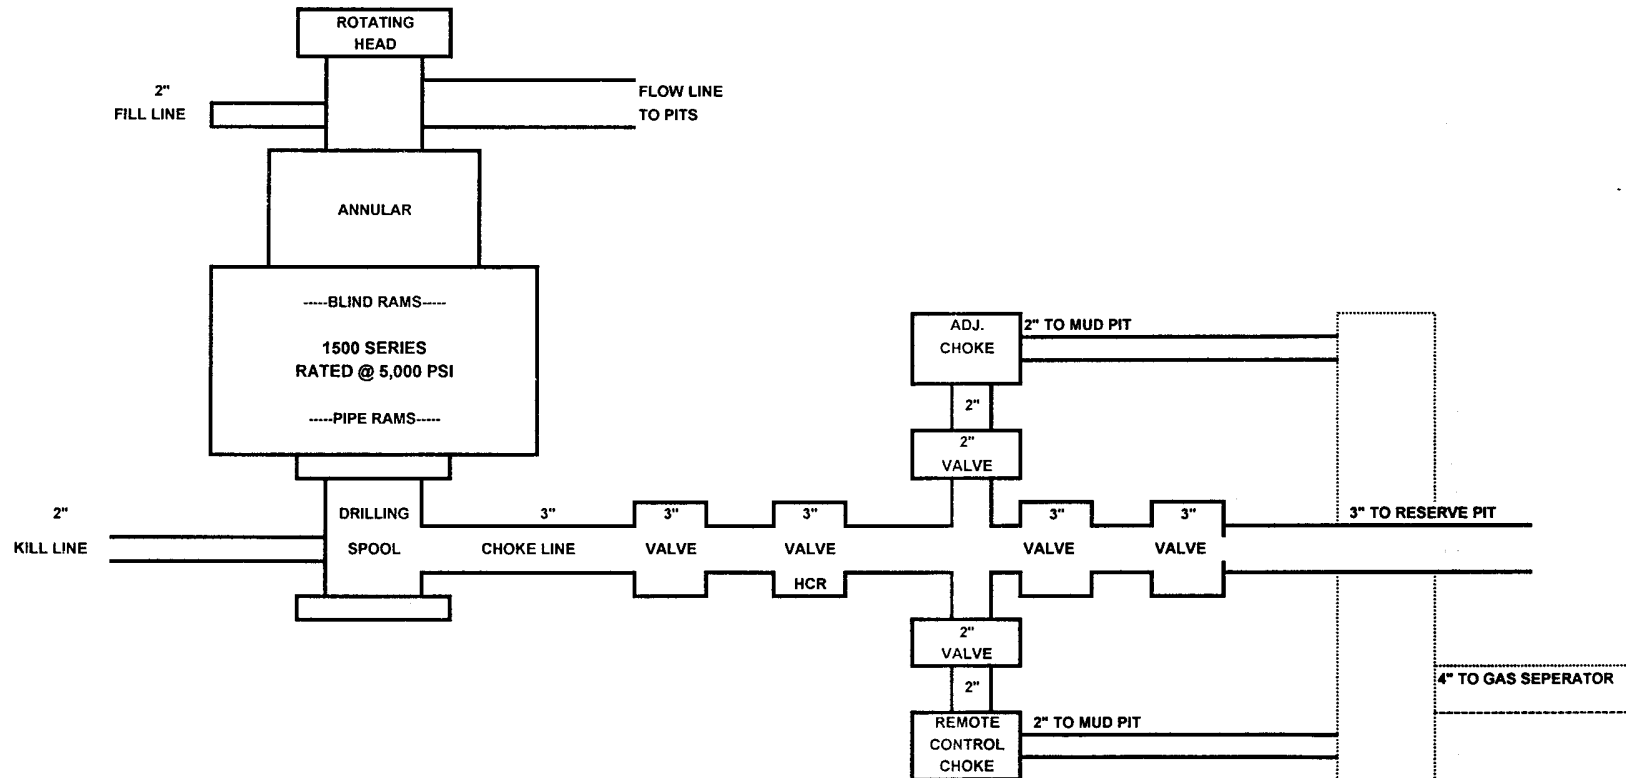 ROTATING
HEAD
2"
FILL LINE
FLOW LINE
TO PITS
ANNULAR
-----BLIND RAMS-----
1500 SERIES
RATED @ 5,000 PSI
-----PIPE RAMS-----
ADJ.
CHOKE
2" TO MUD PIT
2"
2"
VALVE
2"
KILL LINE
DRILLING
SPOOL
3"
CHOKE LINE
3"
VALVE
3"
VALVE
HCR
3"
VALVE
3"
VALVE
3" TO RESERVE PIT
2"
VALVE
2"
4" TO GAS SEPERATOR
REMOTE
CONTROL
CHOKE
2" TO MUD PIT